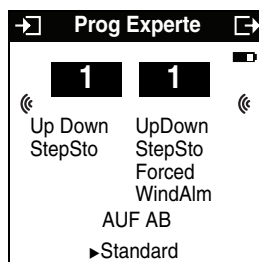 Prog Experte
1 1
Up Down UpDown
StepSto StepSto
Forced
WindAlm
AUF AB
▸Standard